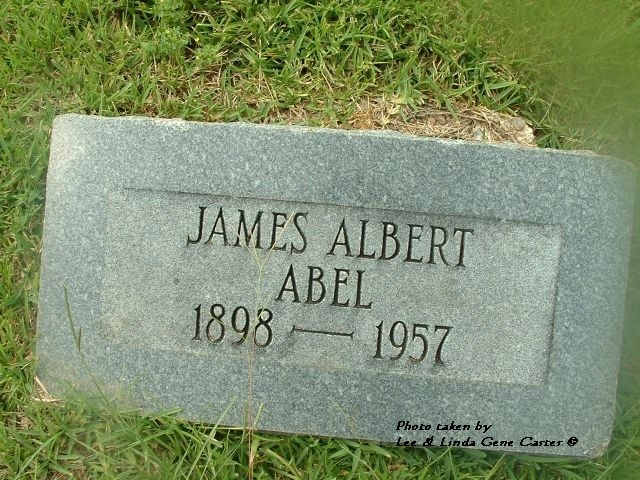 JAMES ALBERT
ABEL
1898 — 1957
Photo taken by
Lee & Linda Gene Carter ©